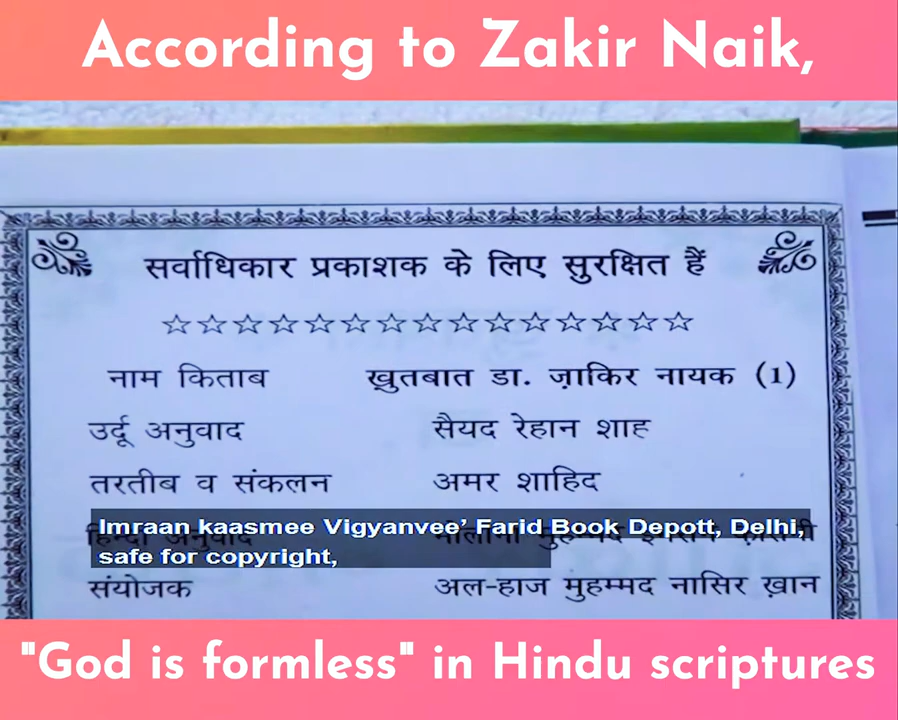 According to Zakir Naik,
सर्वाधिकार प्रकाशक के लिए सुरक्षित हैं
☆☆☆☆☆☆☆☆☆☆☆☆☆☆☆
नाम किताब खुतबात डा. ज़ाकिर नायक (1)
उर्दू अनुवाद सैयद रेहान शाह
तरतीब व संकलन अमर शाहिद
Imraan kaasmee Vigyanvee’ Farid Book Depott, Delhi,
safe for copyright,
संयोजक अल-हाज मुहम्मद नासिर ख़ान
"God is formless" in Hindu scriptures